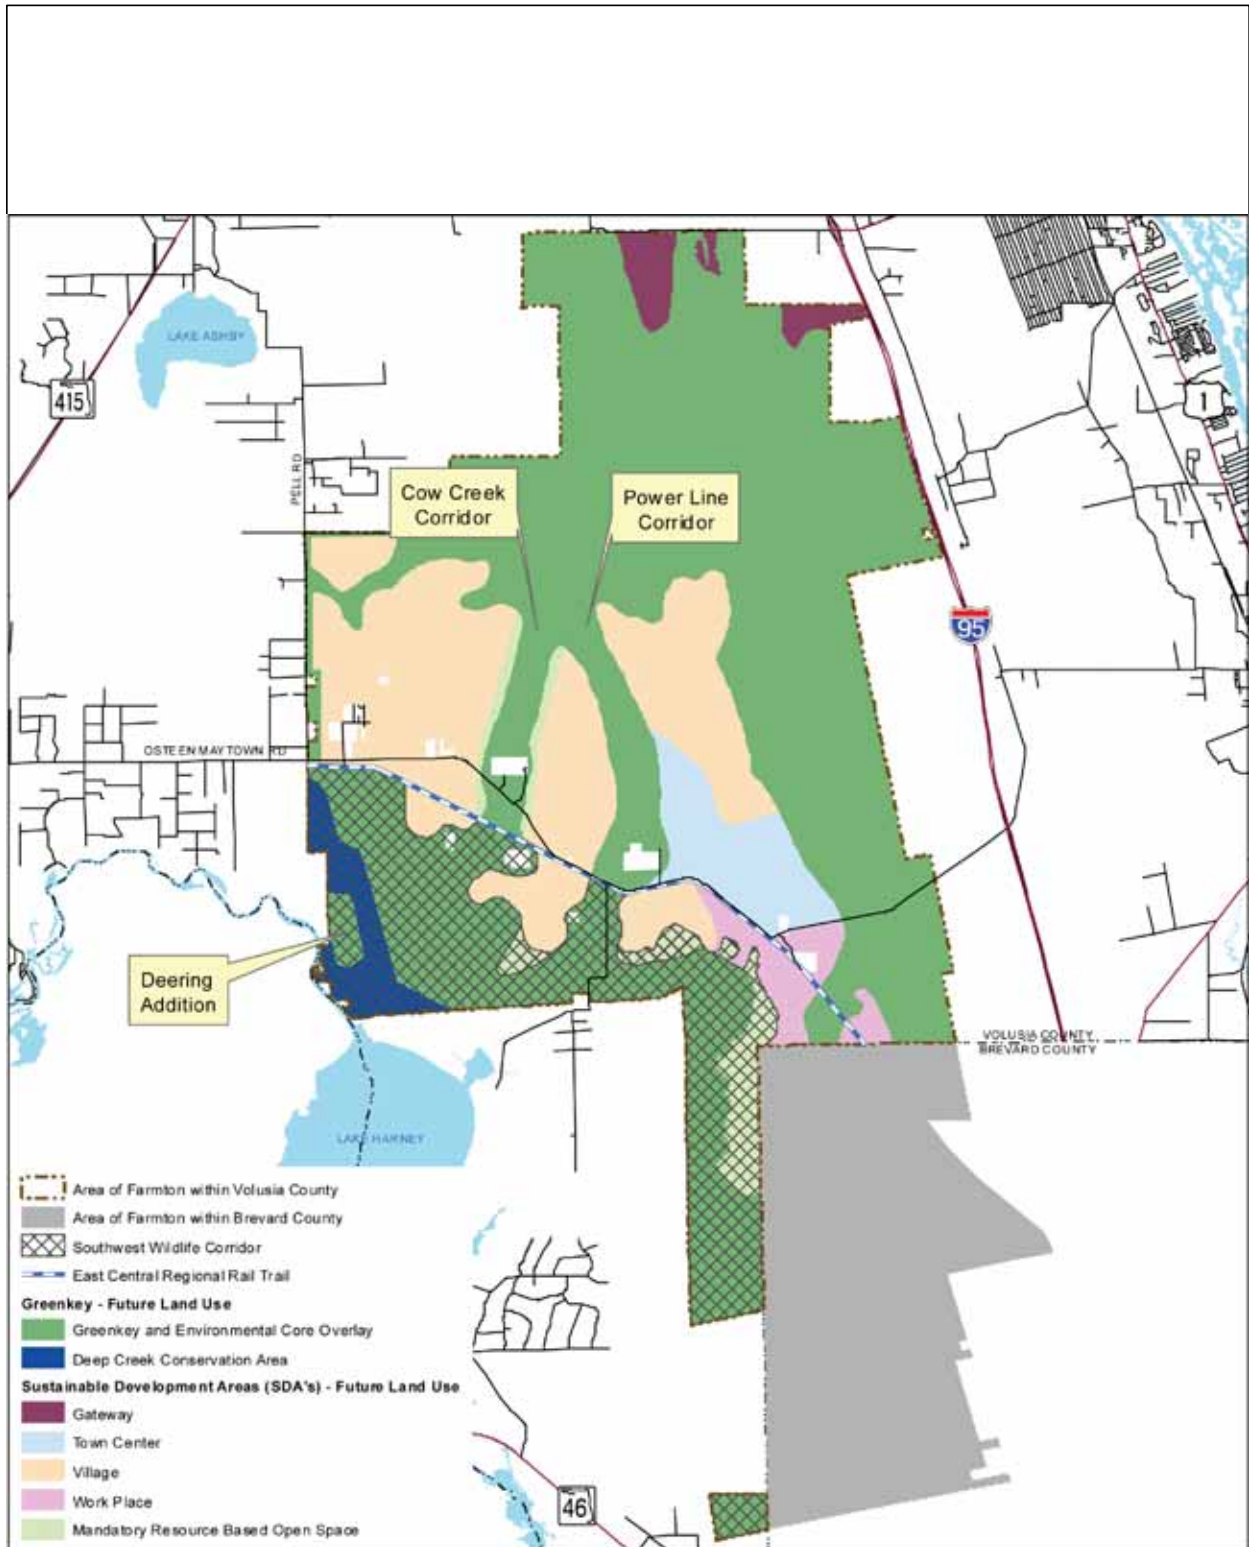 LAKE ASHBY
415
1
PELL RD
Cow Creek
Corridor
Power Line
Corridor
95
OSTEEN MAYTOWN RD
Deering
Addition
VOLUSIA COUNTY
BREVARD COUNTY
LAKE HARNEY
Area of Farmton within Volusia County
Area of Farmton within Brevard County
Southwest Wildlife Corridor
East Central Regional Rail Trail
Greenkey - Future Land Use
Greenkey and Environmental Core Overlay
Deep Creek Conservation Area
Sustainable Development Areas (SDA's) - Future Land Use
Gateway
Town Center
Village
Work Place
Mandatory Resource Based Open Space
46